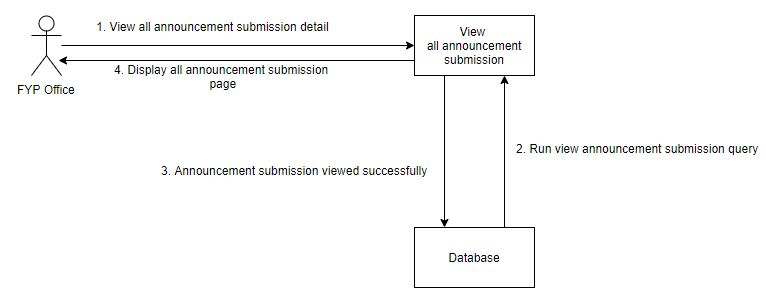 1. View all announcement submission detail
View
all announcement
submission
4. Display all announcement submission
page
FYP Office
2. Run view announcement submission query
3. Announcement submission viewed successfully
Database